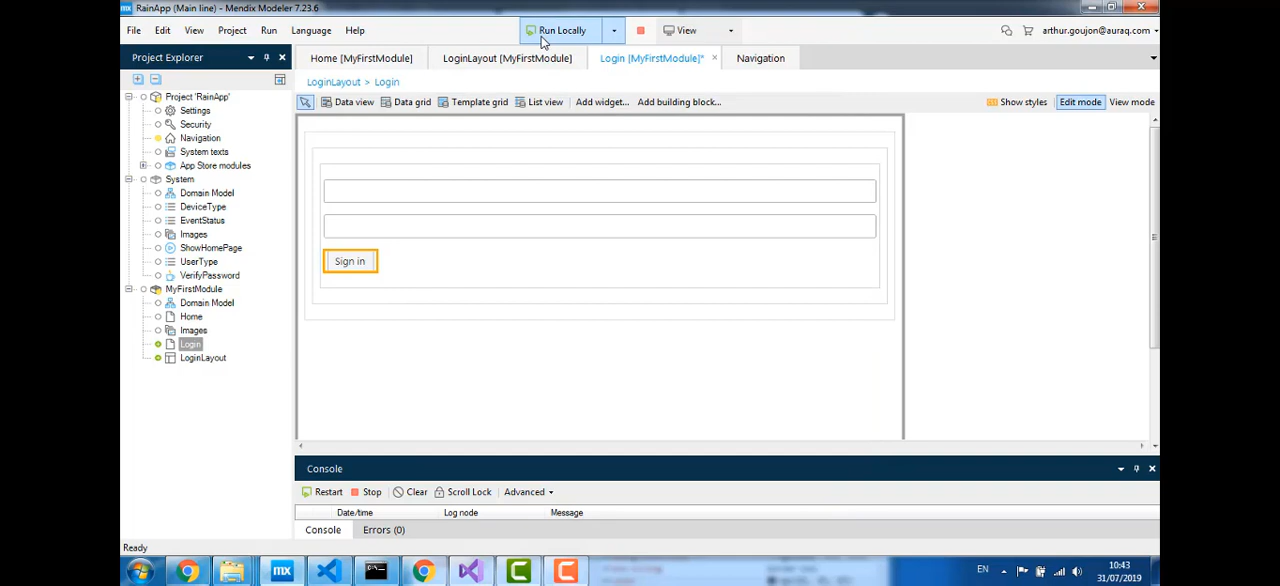 RainApp (Main line) - Mendix Modeler 7.23.6
File Edit View Project Run Language Help
Run Locally
View
arthur.goujon@auraq.com
Project Explorer
Home [MyFirstModule]
LoginLayout [MyFirstModule]
Login [MyFirstModule]*
Navigation
LoginLayout > Login
Data view Data grid Template grid List view Add widget... Add building block...
Show styles Edit mode View mode
Project 'RainApp'
Settings
Security
Navigation
System texts
App Store modules
System
Domain Model
DeviceType
EventStatus
Images
ShowHomePage
UserType
VerifyPassword
MyFirstModule
Domain Model
Home
Images
Login
LoginLayout
Sign in
Console
Restart Stop Clear Scroll Lock Advanced
Date/time Log node Message
Console Errors (0)
Ready
mx
EN
10:43
31/07/2019